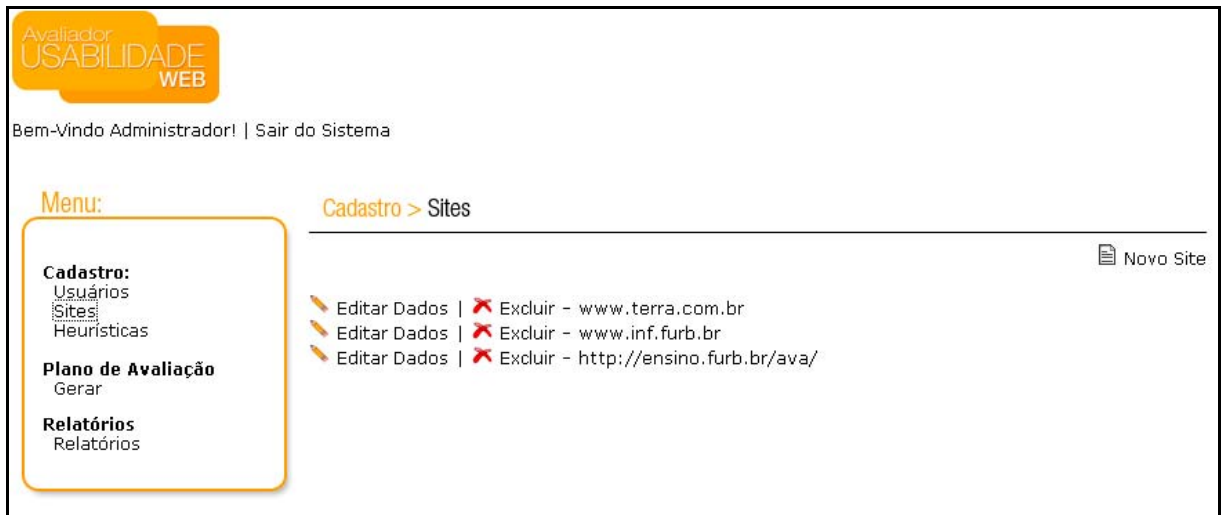 Avaliador
USABILIDADE
WEB
Bem-Vindo Administrador! | Sair do Sistema
Menu:
Cadastro:
Usuários
Sites
Heurísticas
Plano de Avaliação
Gerar
Relatórios
Relatórios
Cadastro > Sites
Novo Site
Editar Dados | Excluir - www.terra.com.br
Editar Dados | Excluir - www.inf.furb.br
Editar Dados | Excluir - http://ensino.furb.br/ava/